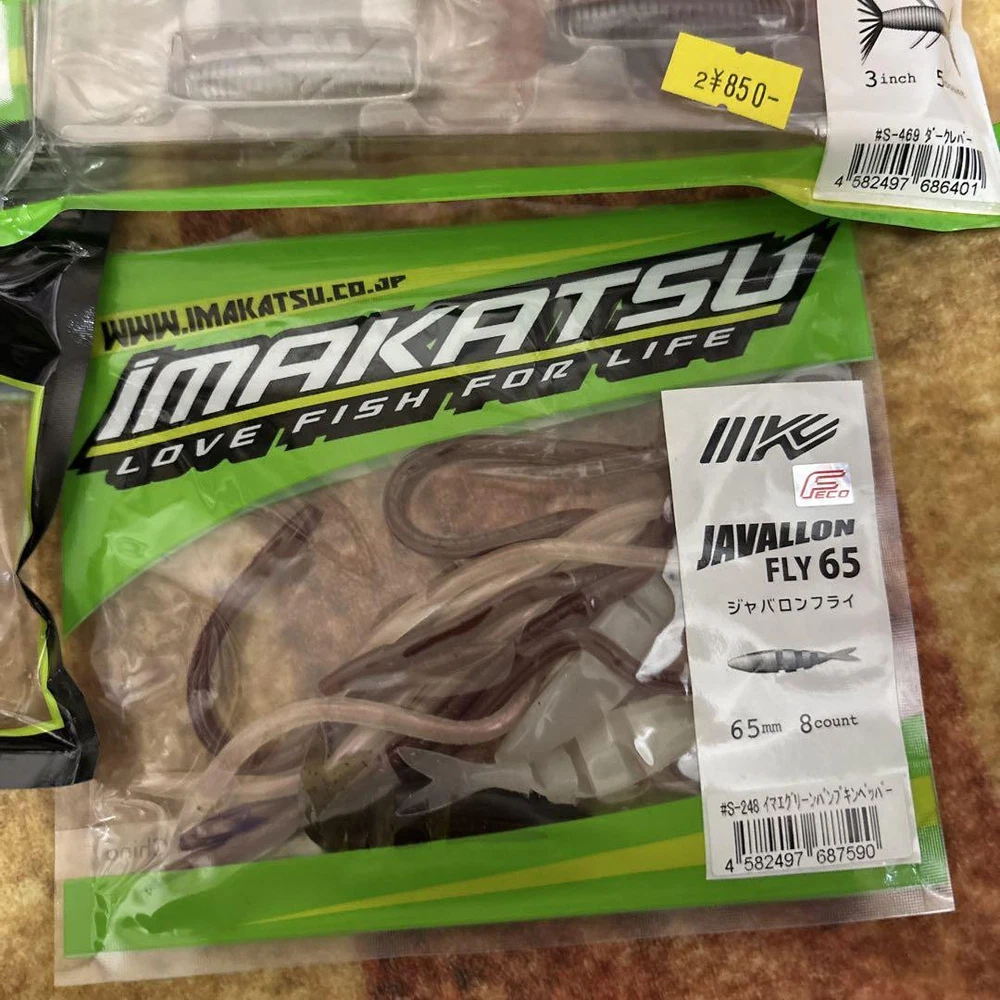 2¥850-
3inch
#S-469 ダークレバー
4 582497 686401
WWW.IMAKATSU.CO.JP
IMAKATSU
LOVE FISH FOR LIFE
IK
FECO
JAVALLON
FLY 65
ジャバロンフライ
65mm 8count
#S-248 イマエグリーンパンプキンペッパー
4 582497 687590
China